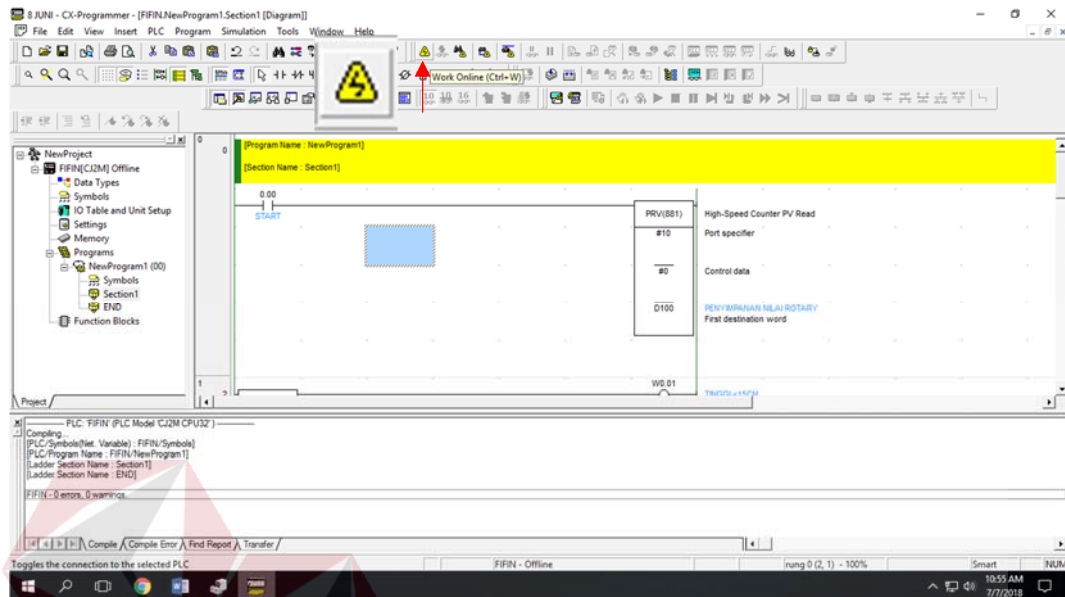 8 JUNI - CX-Programmer - [FIFIN.NewProgram1.Section1 [Diagram]]
File Edit View Insert PLC Program Simulation Tools Window Help
Work Online (Ctrl+W)
NewProject
FIFIN[CJ2M] Offline
Data Types
Symbols
IO Table and Unit Setup
Settings
Memory
Programs
NewProgram1 (00)
Symbols
Section1
END
Function Blocks
Project
0
0
[Program Name : NewProgram1]
[Section Name : Section1]
0.00
START
PRV(881)
High-Speed Counter PV Read
#10
Port specifier
#0
Control data
D100
PENYIMPANAN NILAI ROTARY
First destination word
1
2
W0.01
TINGGI <15CM
PLC: 'FIFIN' (PLC Model 'CJ2M CPU32')
Compiling...
[PLC/Symbols(Net. Variable) : FIFIN/Symbols]
[PLC/Program Name : FIFIN/NewProgram1]
[Ladder Section Name : Section1]
[Ladder Section Name : END]
FIFIN - 0 errors, 0 warnings.
Compile Compile Error Find Report Transfer
Toggles the connection to the selected PLC
FIFIN - Offline
rung 0 (2, 1) - 100%
Smart
NUM
10:55 AM
7/7/2018